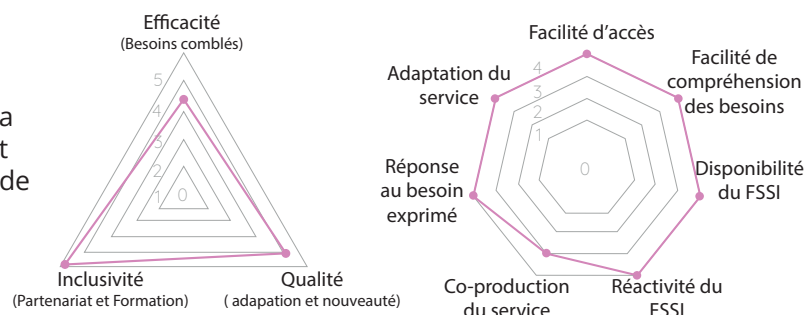 a
t
de
Efficacité
(Besoins comblés)
5
4
3
2
1
0
Inclusivité
(Partenariat et Formation)
Qualité
( adapation et nouveauté)
Facilité d’accès
Facilité de
compréhension
des besoins
Disponibilité
du FSSI
Réactivité du
FSSI
Co-production
du service
Réponse
au besoin
exprimé
Adaptation du
service
4
3
2
1
0